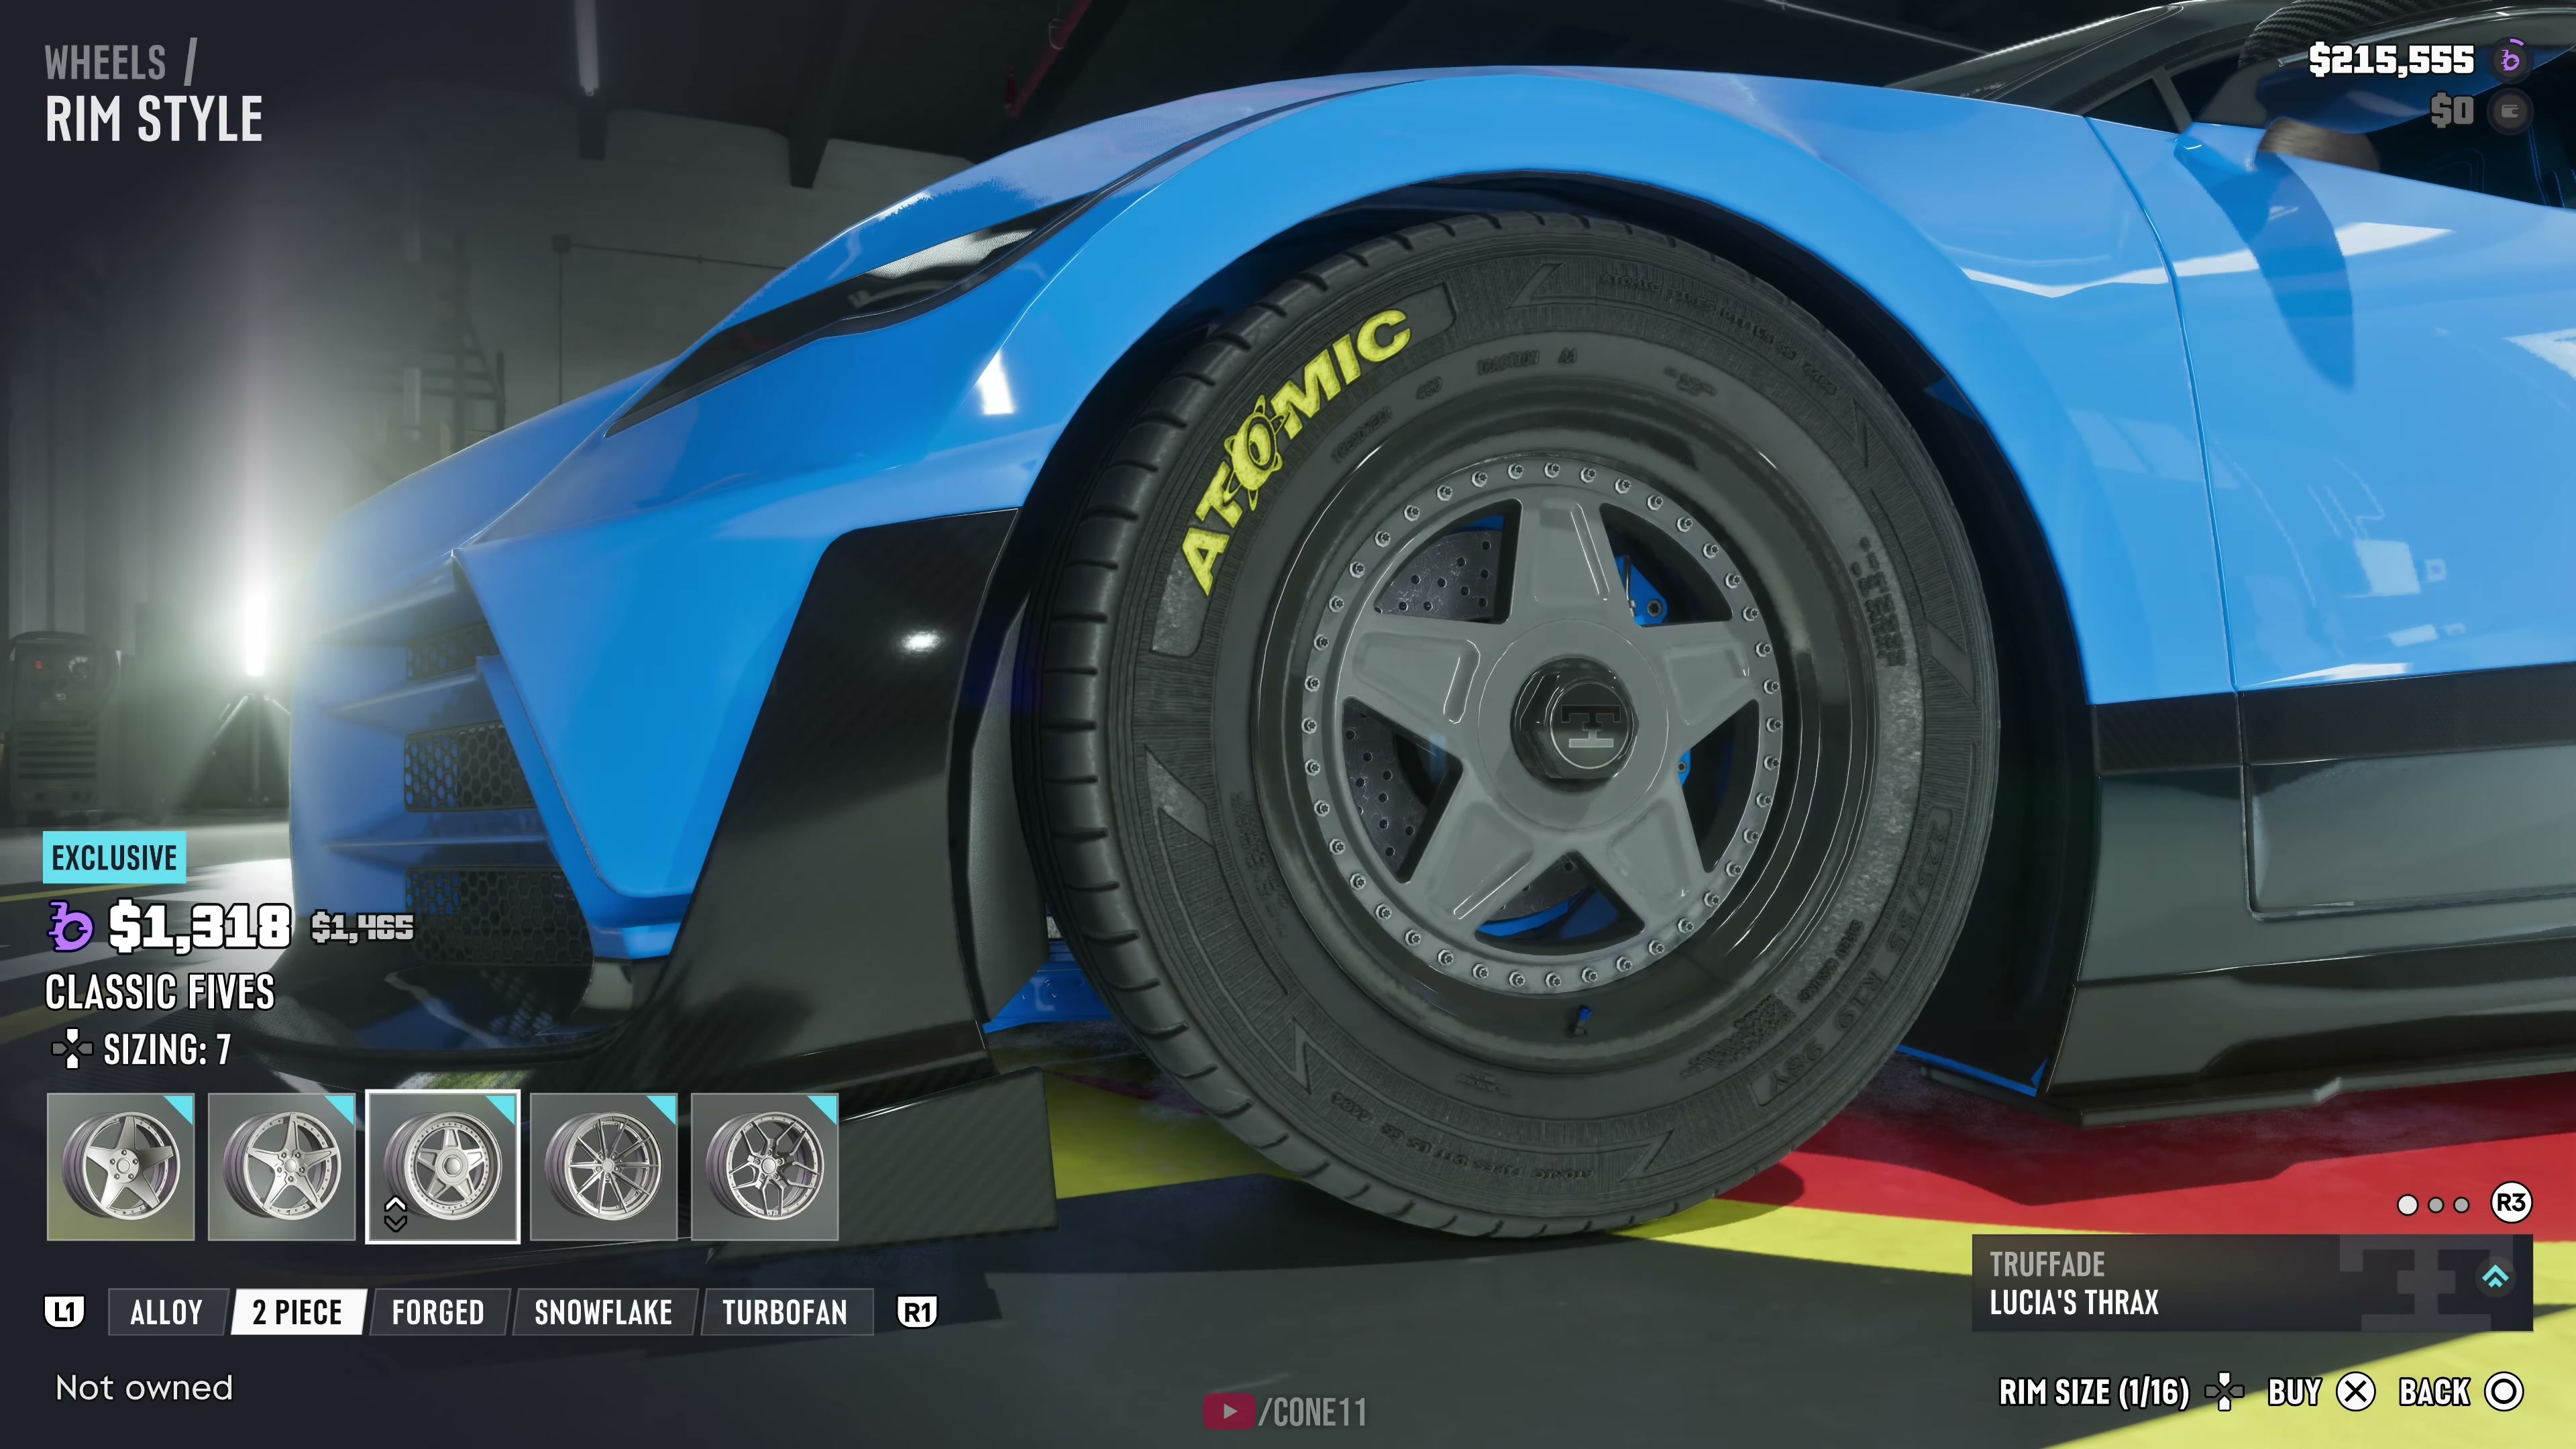 WHEELS /
RIM STYLE
$215,555
$0
ATOMIC
EXCLUSIVE
$1,318 $1,465
CLASSIC FIVES
SIZING: 7
R3
TRUFFADE
LUCIA'S THRAX
L1 ALLOY 2 PIECE FORGED SNOWFLAKE TURBOFAN R1
Not owned
/CONE11
RIM SIZE (1/16) BUY BACK